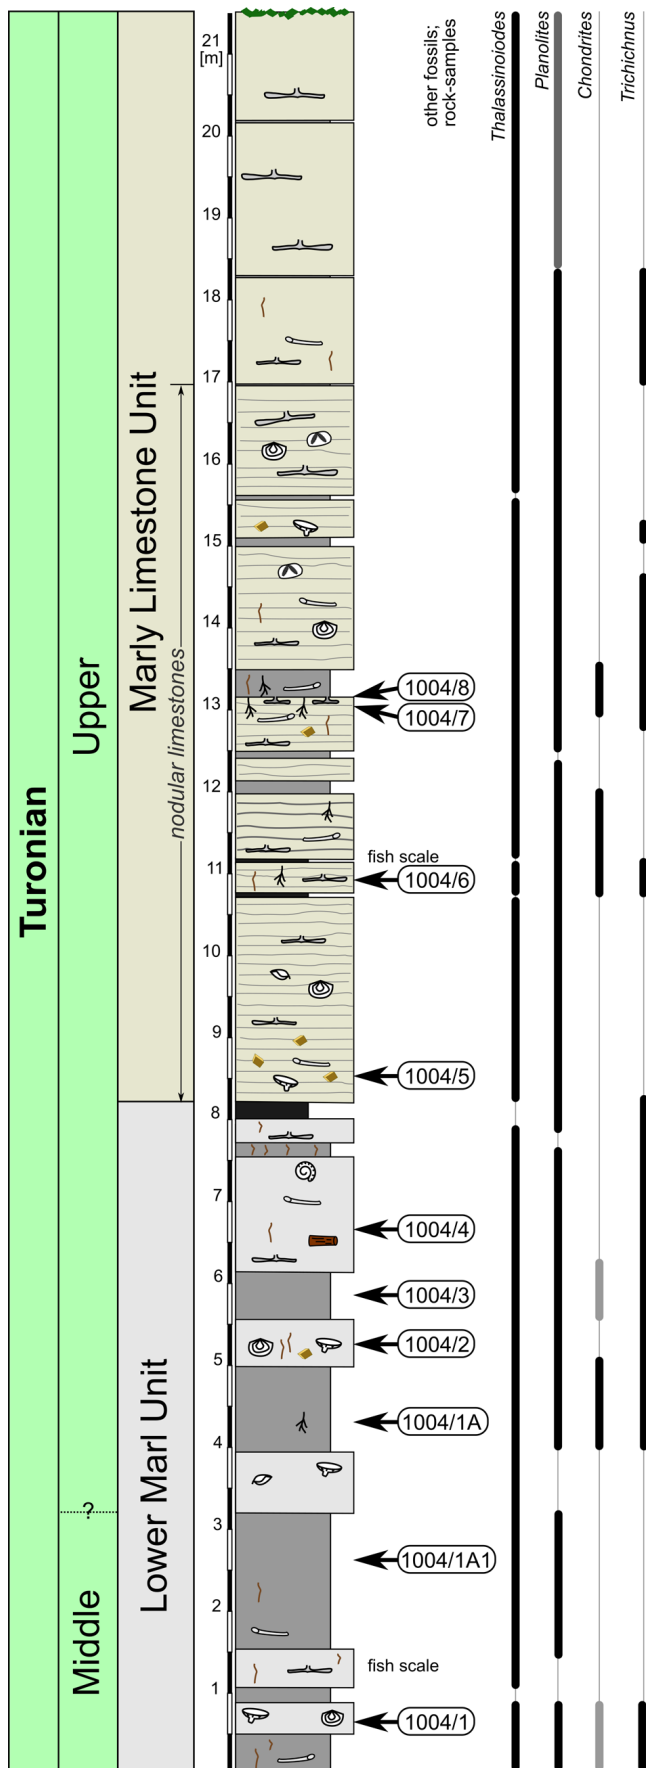 21
[m]
20
19
18
17
16
15
14
13
12
11
10
9
8
7
6
5
4
3
2
1
Turonian
Upper
Middle
?
Marly Limestone Unit
nodular limestones
Lower Marl Unit
other fossils;
rock-samples
Thalassinoiodes
Planolites
Chondrites
Trichichnus
1004/8
1004/7
fish scale
1004/6
1004/5
1004/4
1004/3
1004/2
1004/1A
1004/1A1
fish scale
1004/1